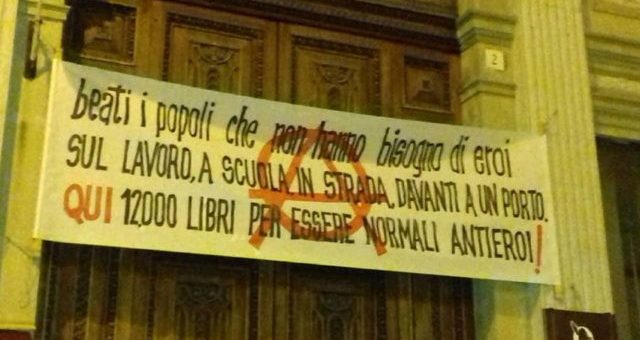 2
beati i popoli che non hanno bisogno di eroi
SUL LAVORO, A SCUOLA, IN STRADA, DAVANTI A UN PORTO.
QUI 12,000 LIBRI PER ESSERE NORMALI ANTIEROI!